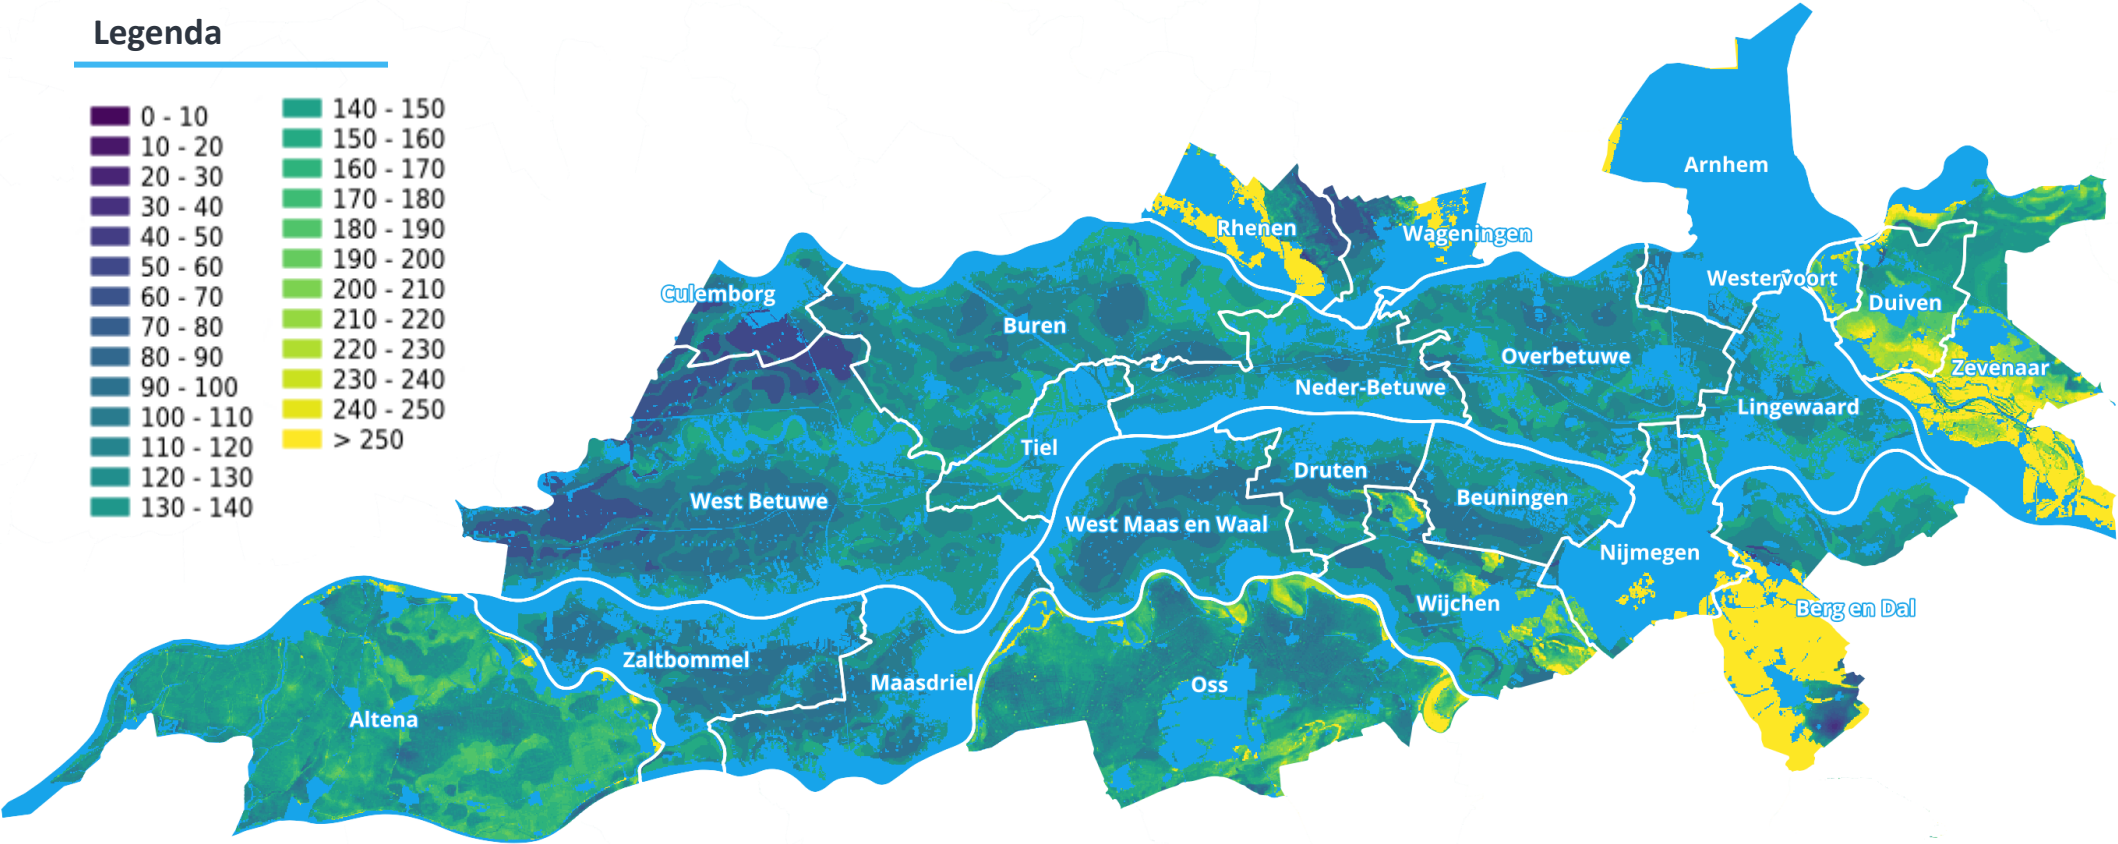 Legenda
0 - 10
10 - 20
20 - 30
30 - 40
40 - 50
50 - 60
60 - 70
70 - 80
80 - 90
90 - 100
100 - 110
110 - 120
120 - 130
130 - 140
140 - 150
150 - 160
160 - 170
170 - 180
180 - 190
190 - 200
200 - 210
210 - 220
220 - 230
230 - 240
240 - 250
> 250
Arnhem
Rhenen
Wageningen
Westervoort
Culemborg
Duiven
Buren
Overbetuwe
Zevenaar
Neder-Betuwe
Lingewaard
Tiel
Druten
West Betuwe
Beuningen
West Maas en Waal
Nijmegen
Wijchen
Berg en Dal
Zaltbommel
Maasdriel
Oss
Altena